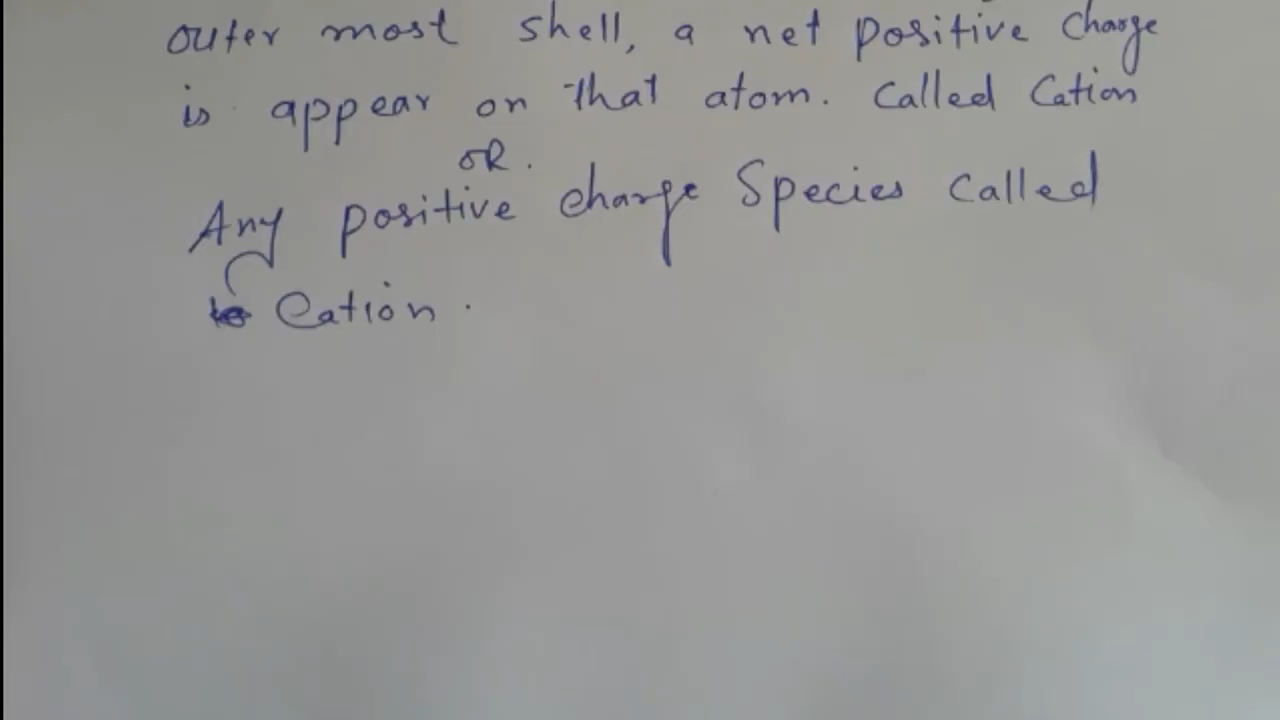 outer most shell, a net positive charge
is appear on that atom. Called Cation
OR.
Any positive charge Species called
Cation.